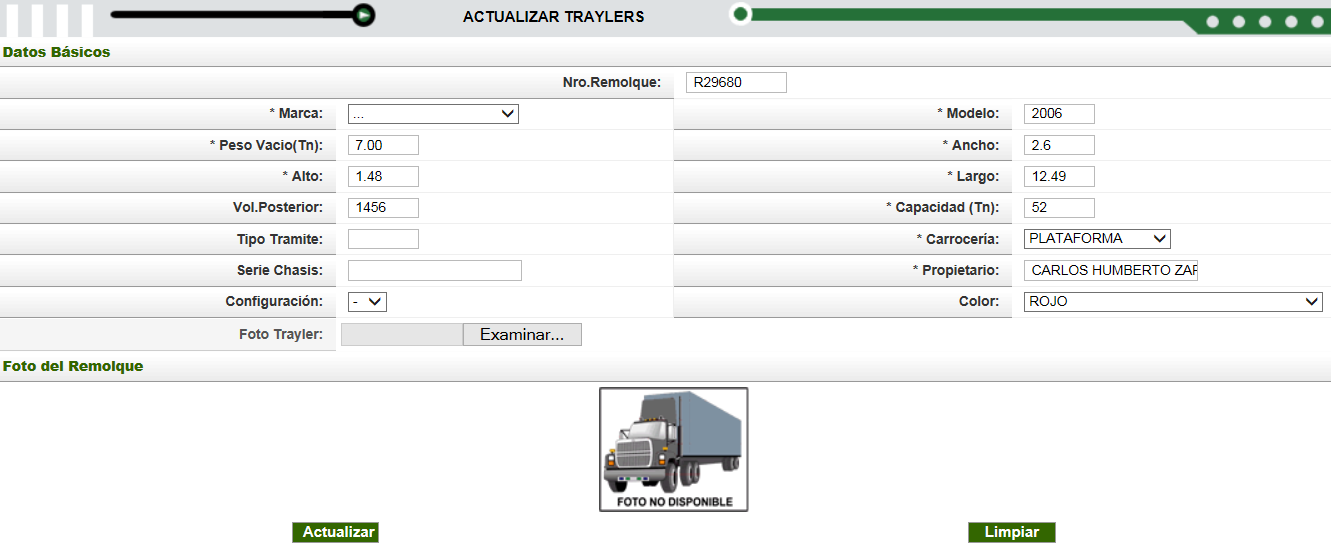 ACTUALIZAR TRAYLERS
Datos Básicos
Nro.Remolque: R29680
* Marca: ... * Modelo: 2006
* Peso Vacio(Tn): 7.00 * Ancho: 2.6
* Alto: 1.48 * Largo: 12.49
Vol.Posterior: 1456 * Capacidad (Tn): 52
Tipo Tramite: * Carrocería: PLATAFORMA
Serie Chasis: * Propietario: CARLOS HUMBERTO ZAR
Configuración: - Color: ROJO
Foto Trayler: Examinar...
Foto del Remolque
FOTO NO DISPONIBLE
Actualizar Limpiar